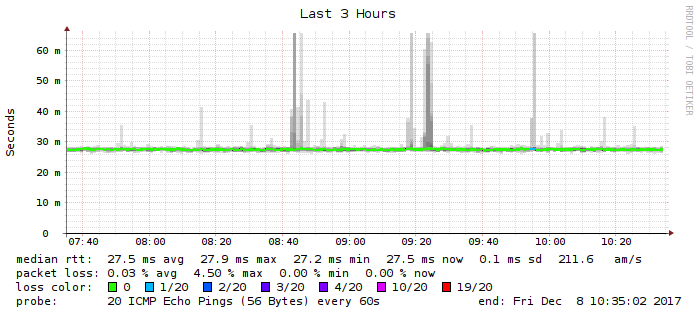 Last 3 Hours
RRDTOOL / TOBI OETIKER
Seconds
60 m
50 m
40 m
30 m
20 m
10 m
0
07:40 08:00 08:20 08:40 09:00 09:20 09:40 10:00 10:20
median rtt: 27.5 ms avg 27.9 ms max 27.2 ms min 27.5 ms now 0.1 ms sd 211.6 am/s
packet loss: 0.03 % avg 4.50 % max 0.00 % min 0.00 % now
loss color: 0 1/20 2/20 3/20 4/20 10/20 19/20
probe: 20 ICMP Echo Pings (56 Bytes) every 60s end: Fri Dec 8 10:35:02 2017